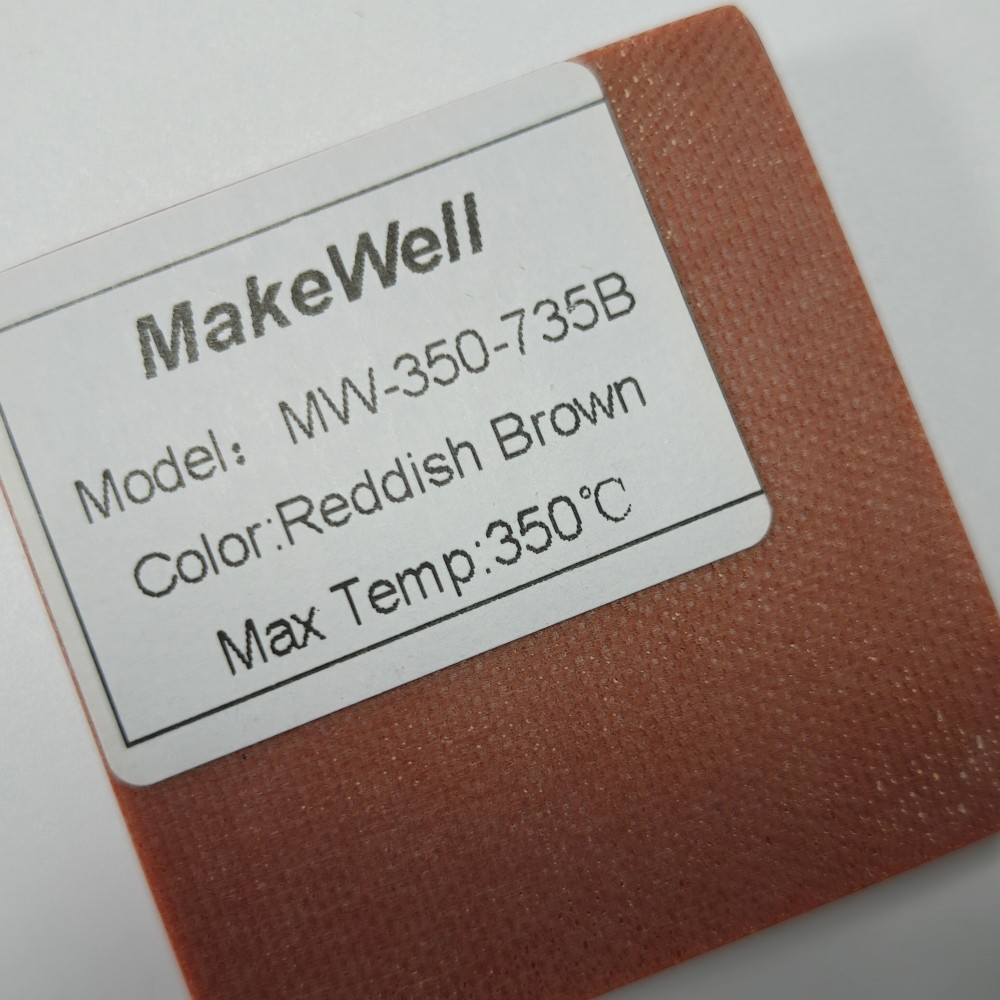 MakeWell
Model： MW-350-735B
Color:Reddish Brown
Max Temp:350℃